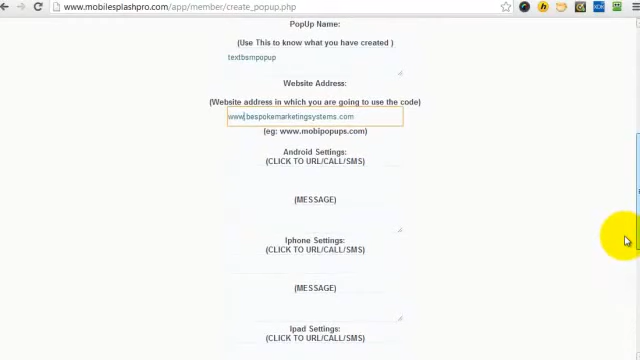 www.mobilesplashpro.com/app/member/create_popup.php
PopUp Name:
(Use This to know what you have created )
textbsmpopup
Website Address:
(Website address in which you are going to use the code)
www.bespokemarketingsystems.com
(eg: www.mobipopups.com)
Android Settings:
(CLICK TO URL/CALL/SMS)
(MESSAGE)
Iphone Settings:
(CLICK TO URL/CALL/SMS)
(MESSAGE)
Ipad Settings:
(CLICK TO URL/CALL/SMS)